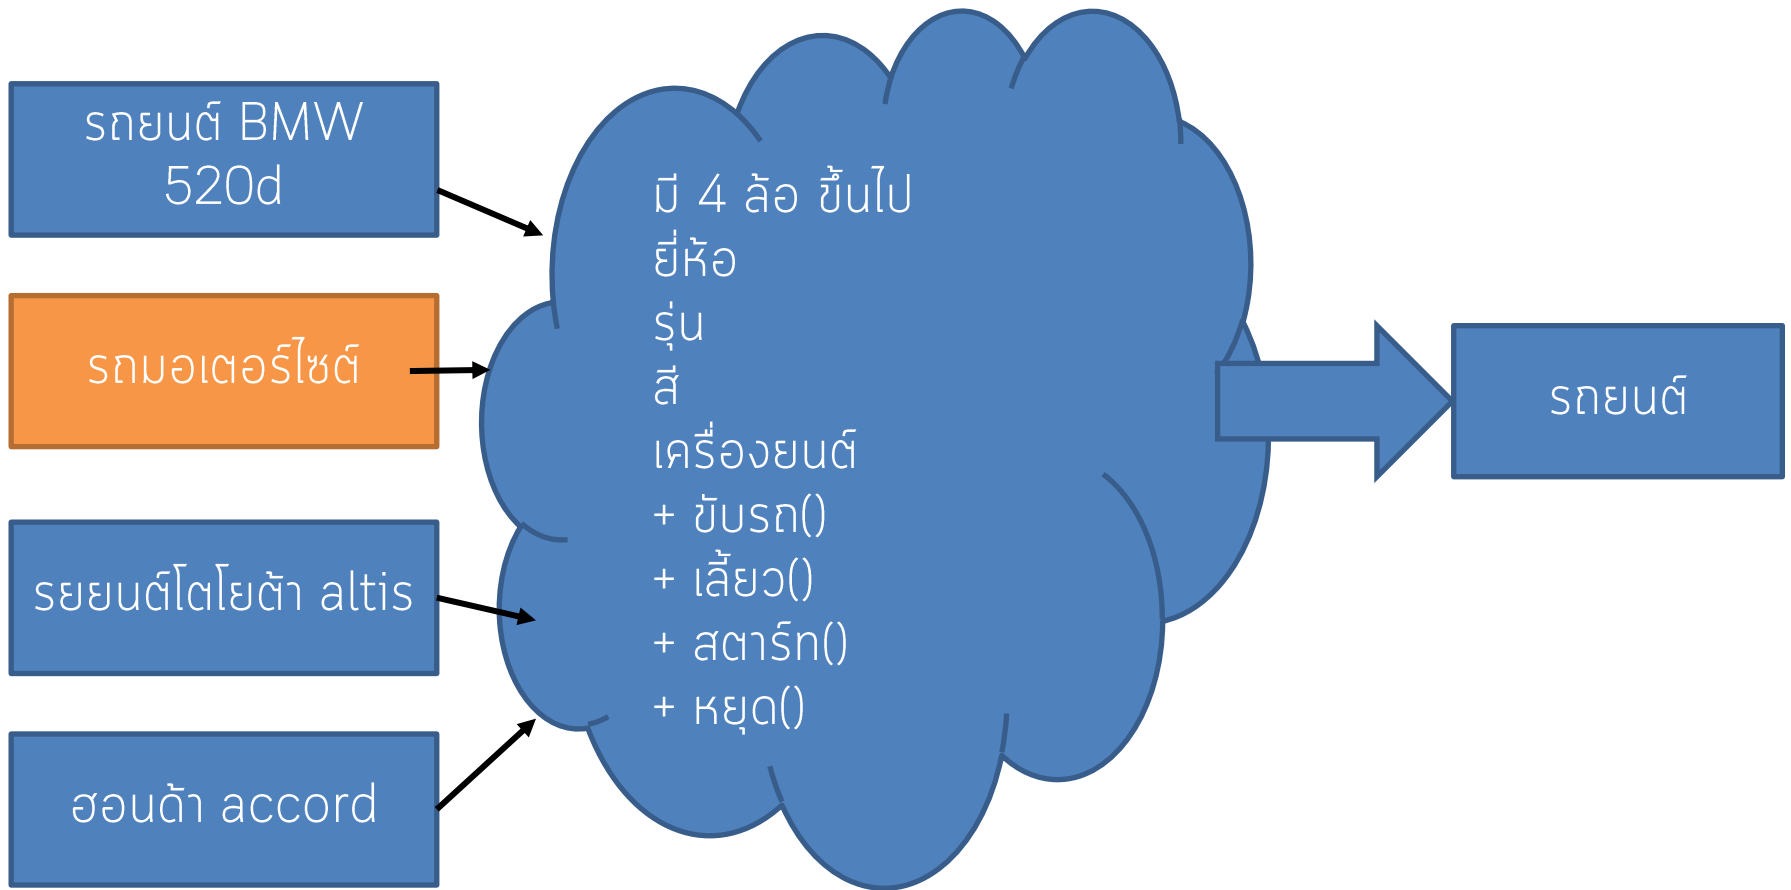 รถยนต์ BMW
520d
รถมอเตอร์ไซต์
รยยนต์โตโยต้า altis
ฮอนด้า accord
มี 4 ล้อ ขึ้นไป
ยี่ห้อ
รุ่น
สี
เครื่องยนต์
+ ขับรถ()
+ เลี้ยว()
+ สตาร์ท()
+ หยุด()
รถยนต์